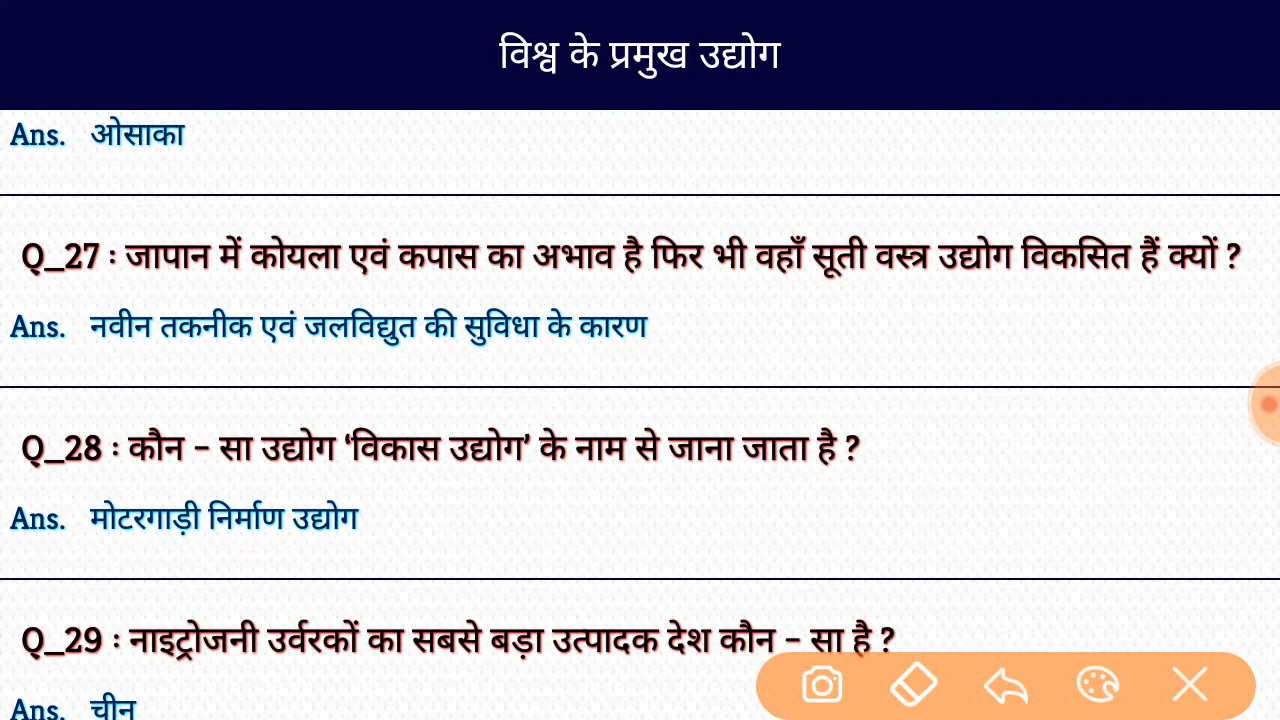 विश्व के प्रमुख उद्योग
Ans. ओसाका
Q_27 : जापान में कोयला एवं कपास का अभाव है फिर भी वहाँ सूती वस्त्र उद्योग विकसित हैं क्यों ?
Ans. नवीन तकनीक एवं जलविद्युत की सुविधा के कारण
Q_28 : कौन – सा उद्योग ‘विकास उद्योग’ के नाम से जाना जाता है ?
Ans. मोटरगाड़ी निर्माण उद्योग
Q_29 : नाइट्रोजनी उर्वरकों का सबसे बड़ा उत्पादक देश कौन – सा है ?
Ans. चीन